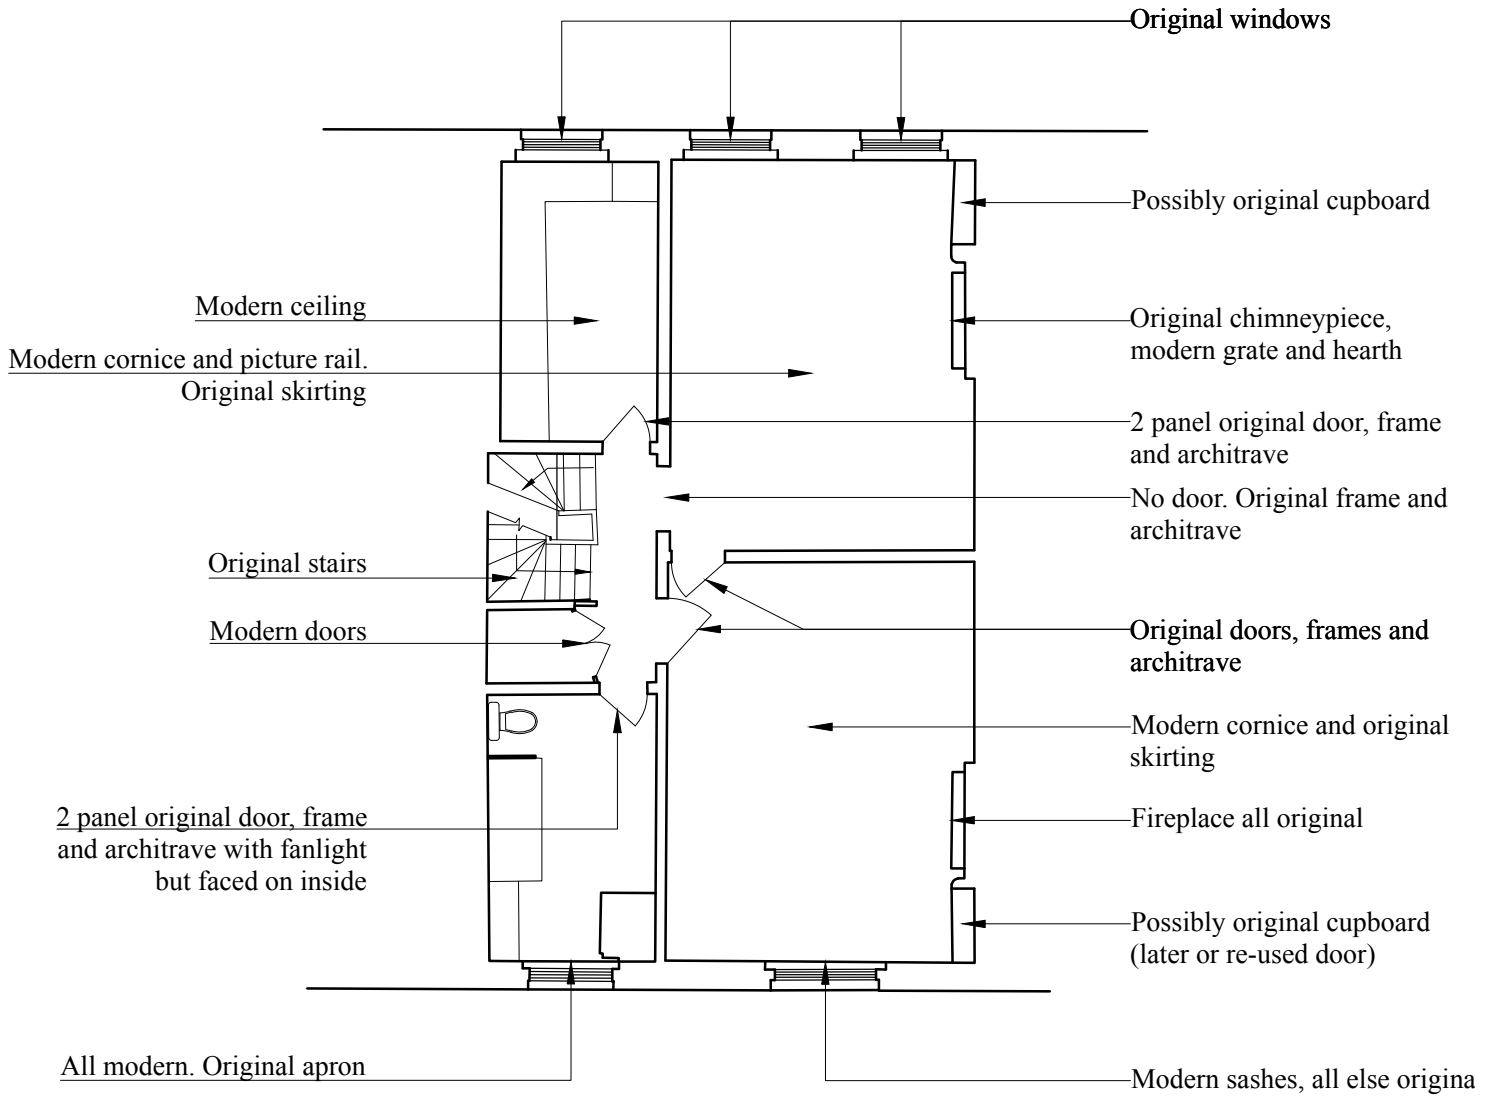 Original windows
Possibly original cupboard
Modern ceiling
Original chimneypiece,
modern grate and hearth
Modern cornice and picture rail.
Original skirting
2 panel original door, frame
and architrave
No door. Original frame and
architrave
Original stairs
Modern doors
Original doors, frames and
architrave
Modern cornice and original
skirting
2 panel original door, frame
and architrave with fanlight
but faced on inside
Fireplace all original
Possibly original cupboard
(later or re-used door)
All modern. Original apron
Modern sashes, all else origina